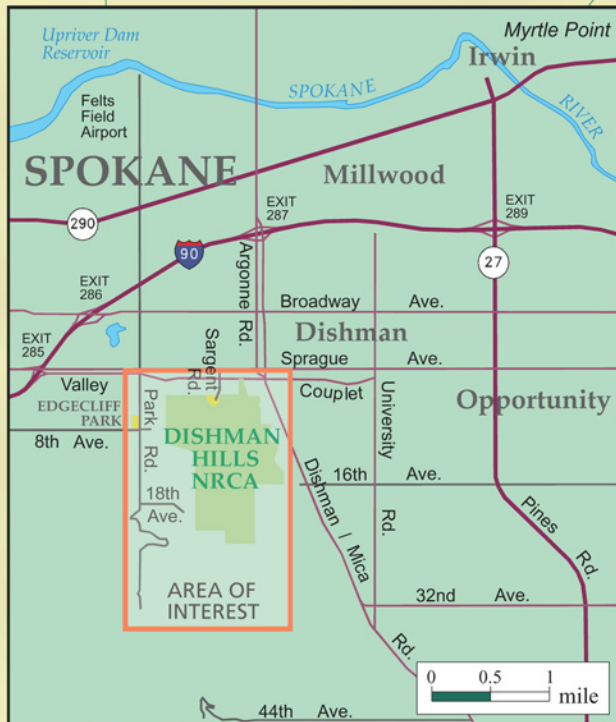 Upriver Dam
Reservoir
Myrtle Point
Irwin
SPOKANE
RIVER
Felts
Field
Airport
SPOKANE
Millwood
EXIT
287
EXIT
289
290
90
27
EXIT
286
Argonne Rd.
Broadway Ave.
Dishman
EXIT
285
Sargent
Rd.
Sprague Ave.
Valley
Couplet
EDGECLIFF
PARK
Park Rd.
University Rd.
Opportunity
8th Ave.
DISHMAN
HILLS
NRCA
16th Ave.
18th
Ave.
Dishman / Mica Rd.
Pines Rd.
AREA OF
INTEREST
32nd Ave.
44th Ave.
0 0.5 1
mile